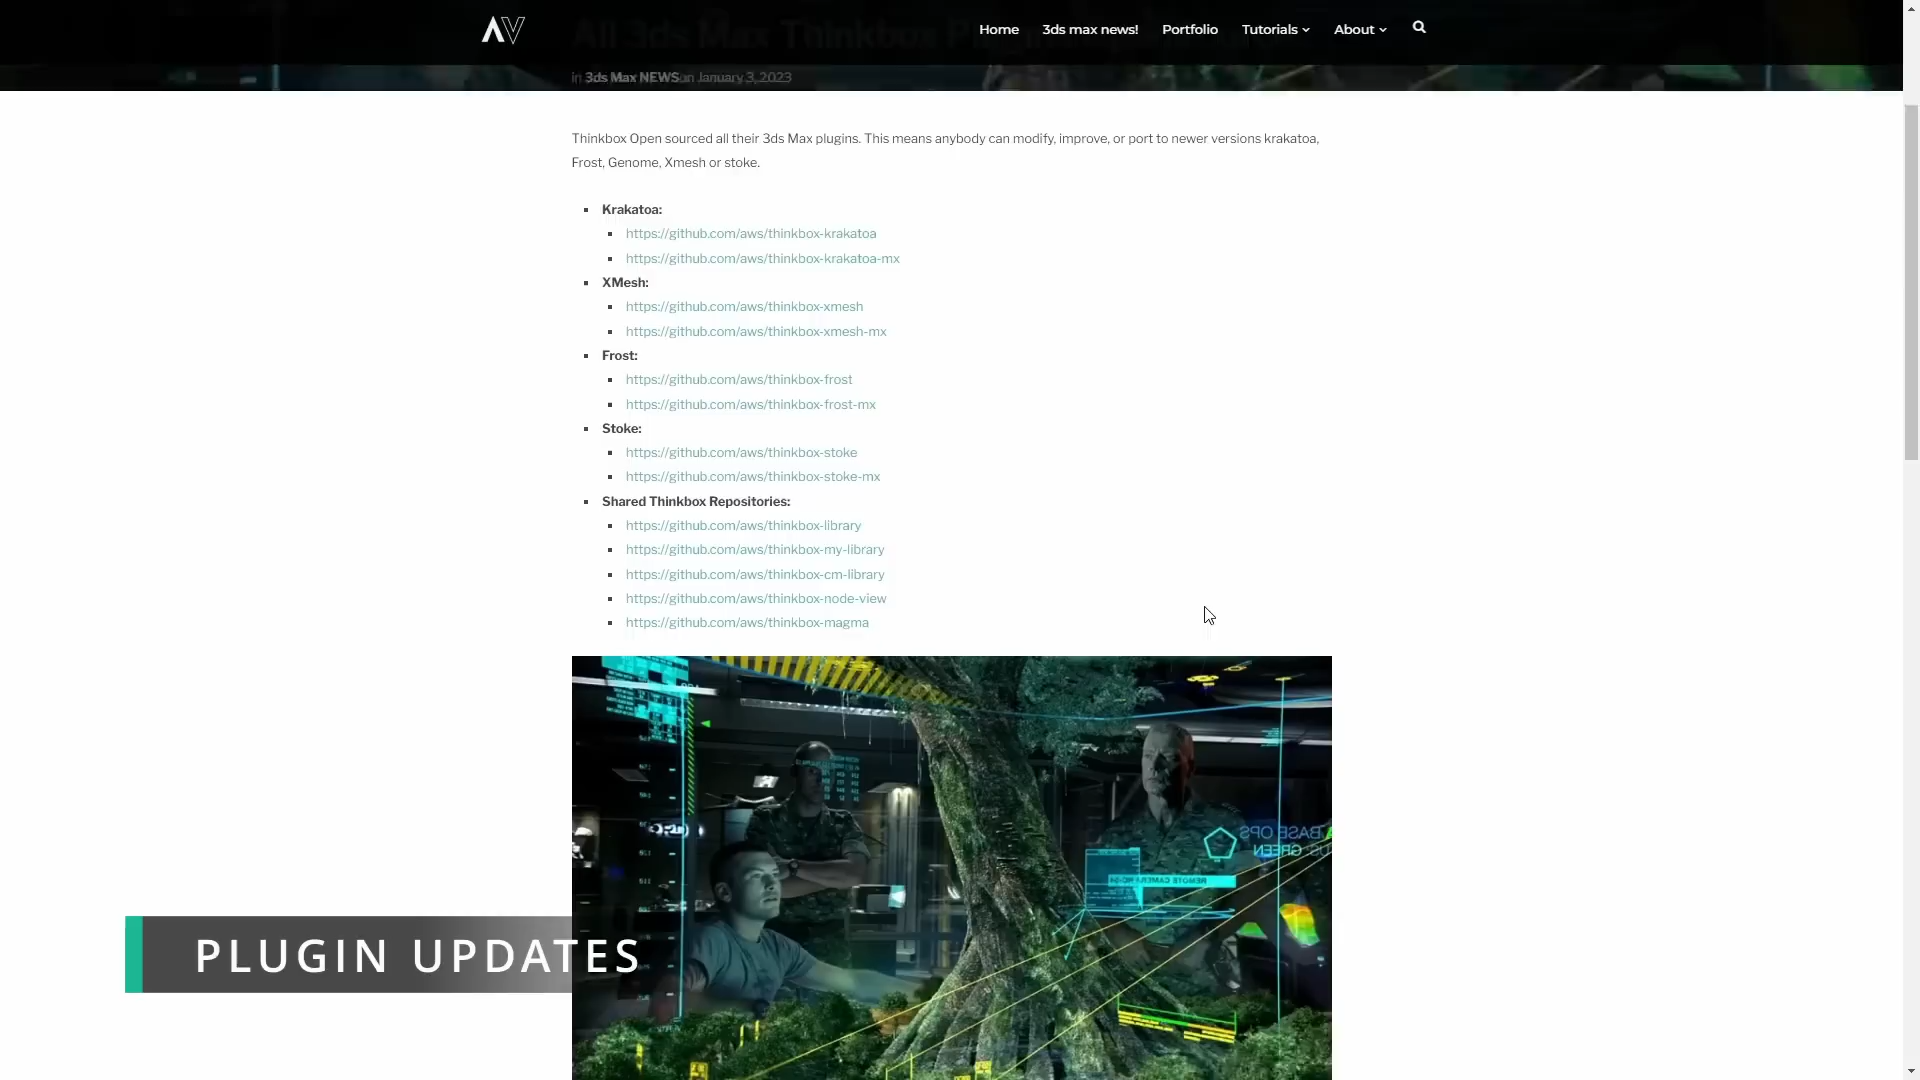 AV
Home
3ds max news!
Portfolio
Tutorials
About
All 3ds Max Thinkbox
in 3ds Max NEWS on January 3, 2023
Thinkbox Open sourced all their 3ds Max plugins. This means anybody can modify, improve, or port to newer versions krakatoa,
Frost, Genome, Xmesh or stoke.
Krakatoa:
https://github.com/aws/thinkbox-krakatoa
https://github.com/aws/thinkbox-krakatoa-mx
XMesh:
https://github.com/aws/thinkbox-xmesh
https://github.com/aws/thinkbox-xmesh-mx
Frost:
https://github.com/aws/thinkbox-frost
https://github.com/aws/thinkbox-frost-mx
Stoke:
https://github.com/aws/thinkbox-stoke
https://github.com/aws/thinkbox-stoke-mx
Shared Thinkbox Repositories:
https://github.com/aws/thinkbox-library
https://github.com/aws/thinkbox-my-library
https://github.com/aws/thinkbox-cm-library
https://github.com/aws/thinkbox-node-view
https://github.com/aws/thinkbox-magma
BASE OPS
GREEN
REMOTE CAMERA
PLUGIN UPDATES